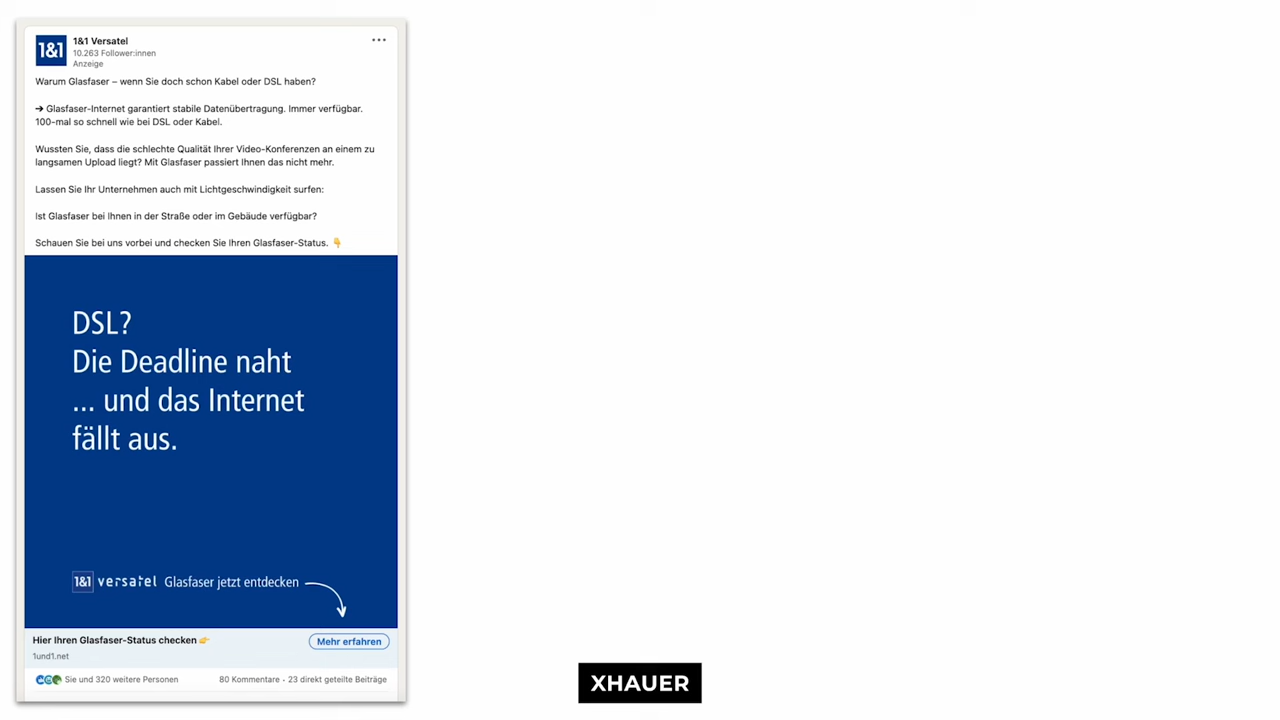 1&1
1&1 Versatel
10.263 Follower:innen
Anzeige
Warum Glasfaser – wenn Sie doch schon Kabel oder DSL haben?
➔ Glasfaser-Internet garantiert stabile Datenübertragung. Immer verfügbar.
100-mal so schnell wie bei DSL oder Kabel.
Wussten Sie, dass die schlechte Qualität Ihrer Video-Konferenzen an einem zu
langsamen Upload liegt? Mit Glasfaser passiert Ihnen das nicht mehr.
Lassen Sie Ihr Unternehmen auch mit Lichtgeschwindigkeit surfen:
Ist Glasfaser bei Ihnen in der Straße oder im Gebäude verfügbar?
Schauen Sie bei uns vorbei und checken Sie Ihren Glasfaser-Status. 👇
DSL?
Die Deadline naht
... und das Internet
fällt aus.
1&1 versatel Glasfaser jetzt entdecken
Hier Ihren Glasfaser-Status checken 👉
Mehr erfahren
1und1.net
Sie und 320 weitere Personen
80 Kommentare • 23 direkt geteilte Beiträge
XHAUER